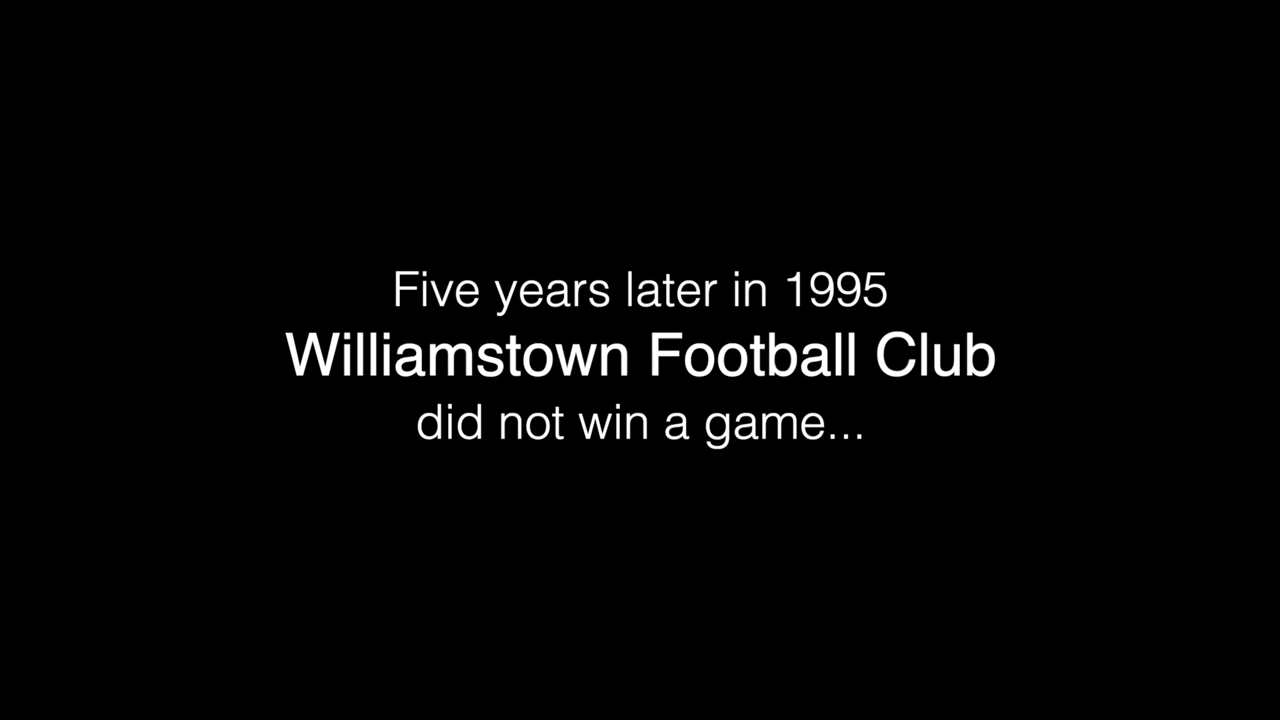 Five years later in 1995
Williamstown Football Club
did not win a game...